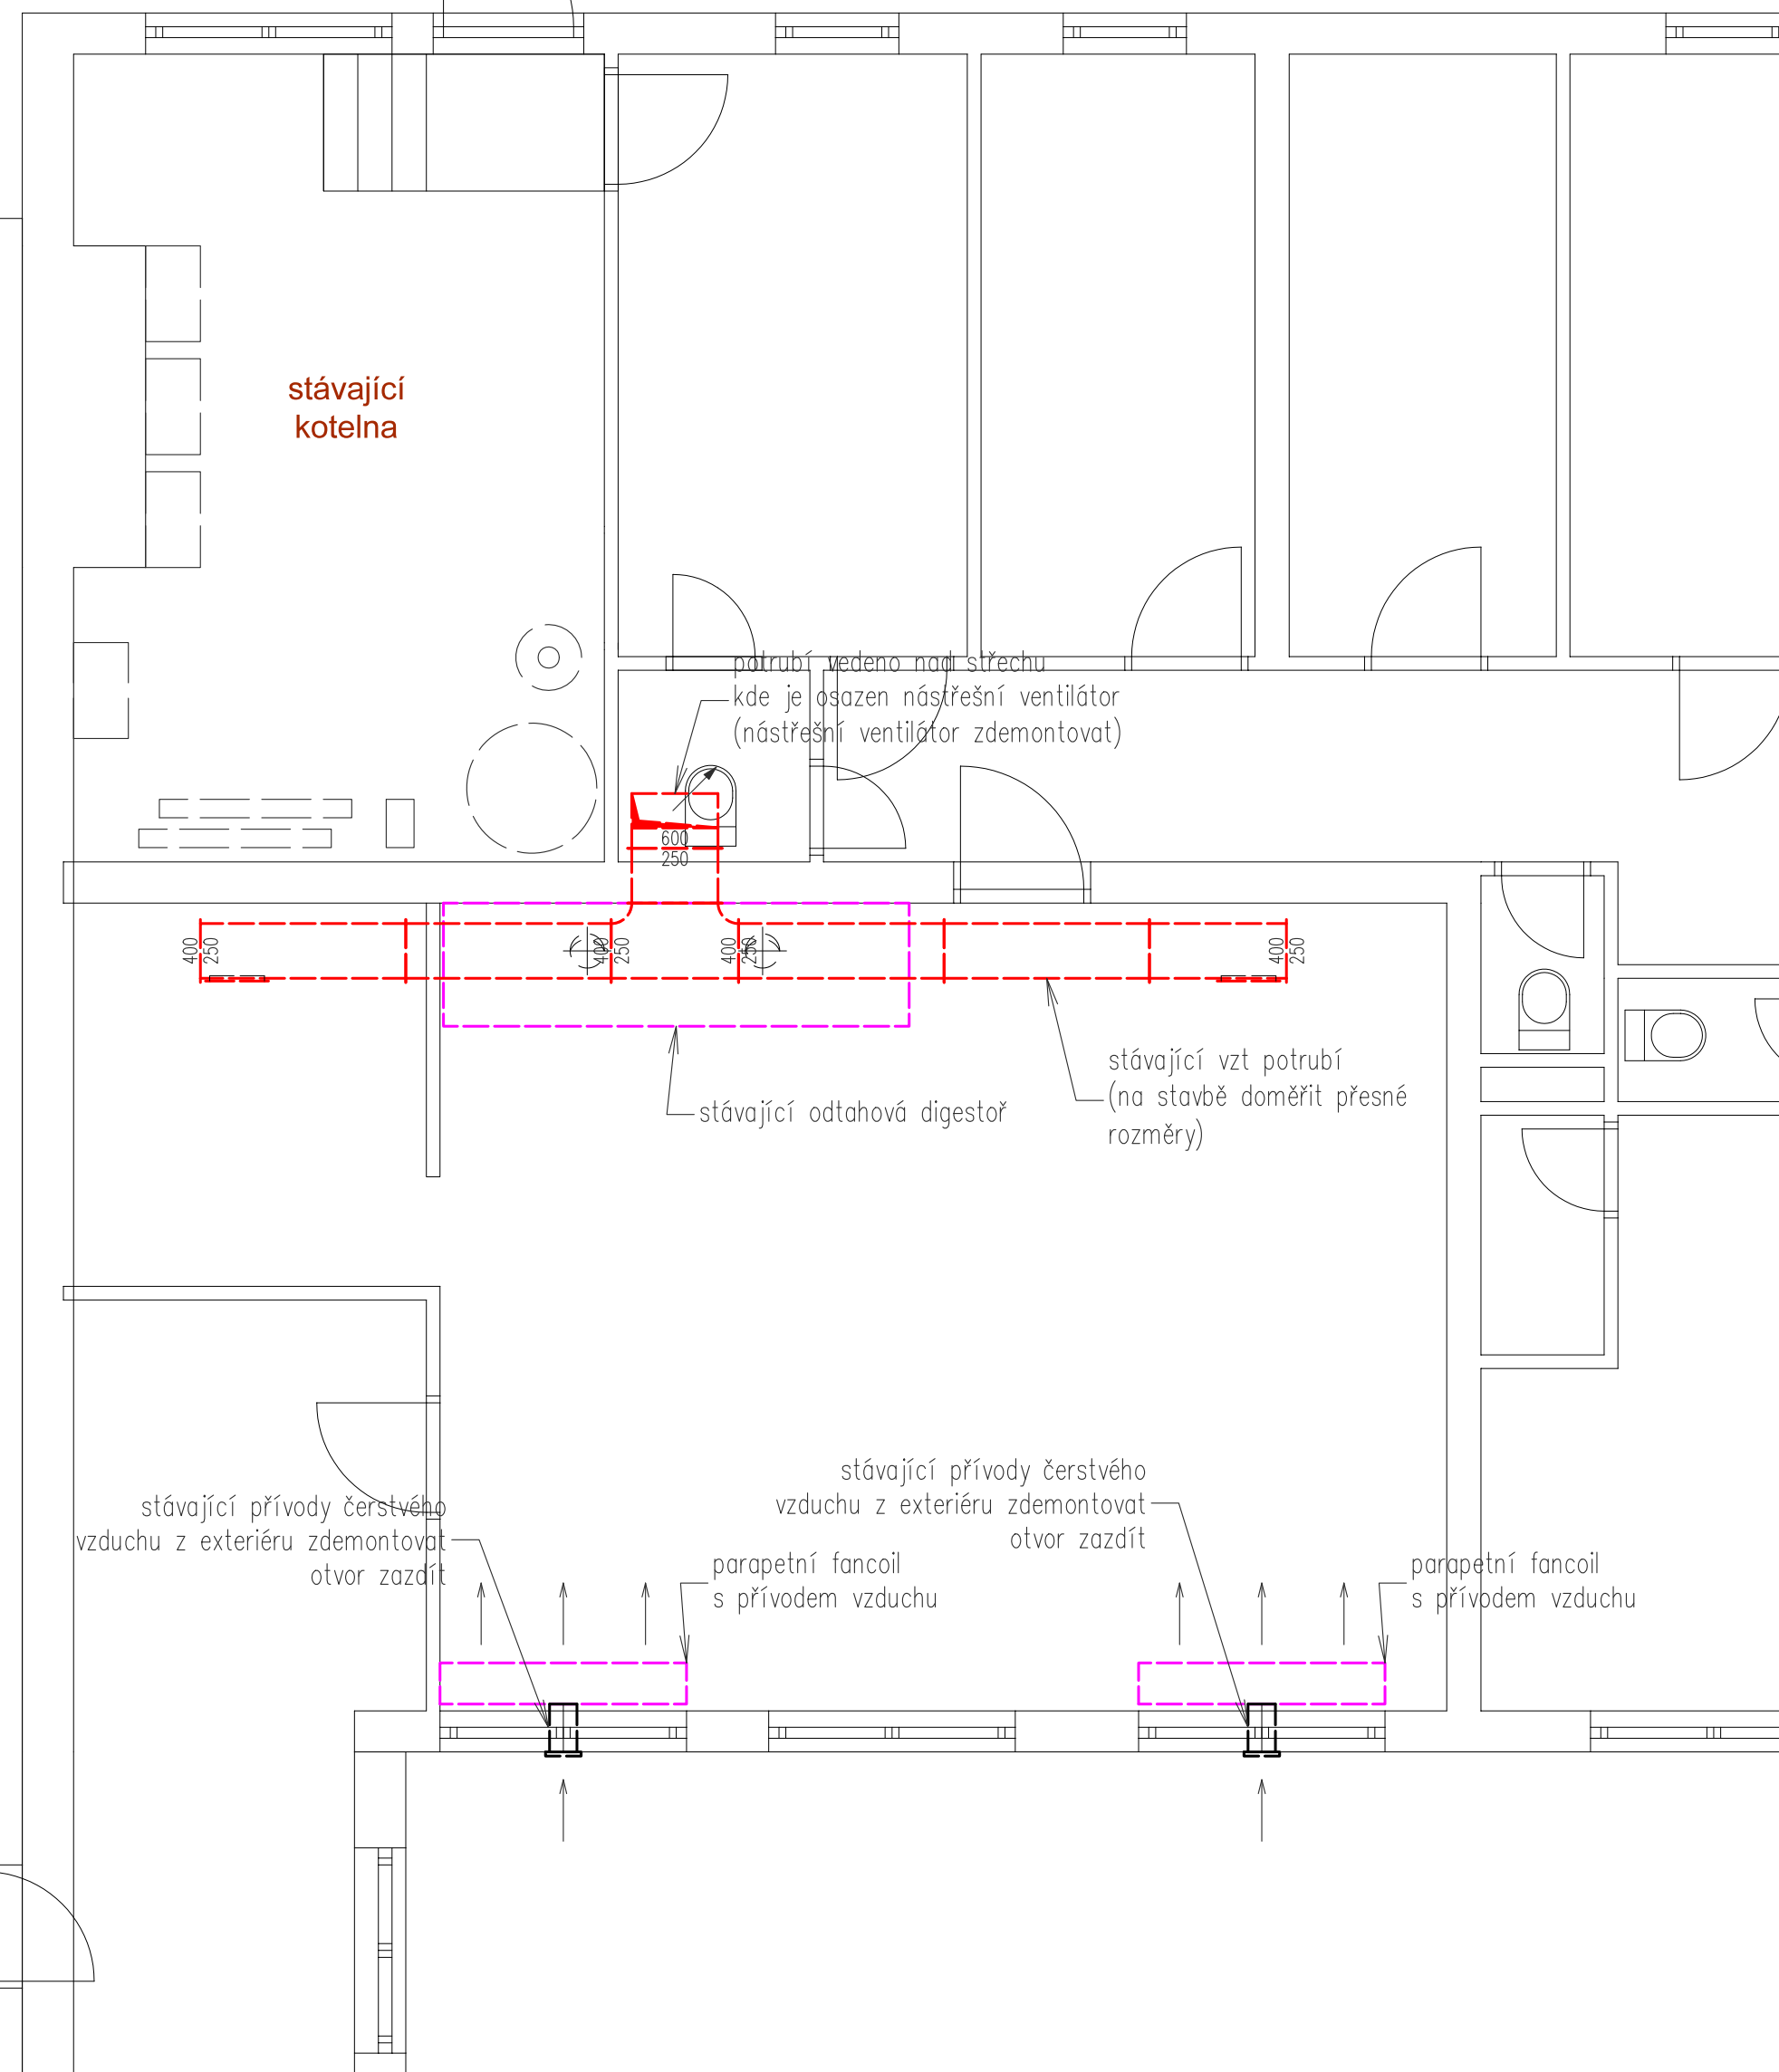 stávající
kotelna
potrubí vedeno nad střechu
kde je osazen nástřešní ventilátor
(nástřešní ventilátor zdemontovat)
600
250
400
250
400
250
400
250
400
250
stávající vzt potrubí
(na stavbě doměřit přesné
rozměry)
stávající odtahová digestoř
stávající přívody čerstvého
vzduchu z exteriéru zdemontovat
otvor zazdít
stávající přívody čerstvého
vzduchu z exteriéru zdemontovat
otvor zazdít
parapetní fancoil
s přívodem vzduchu
parapetní fancoil
s přívodem vzduchu